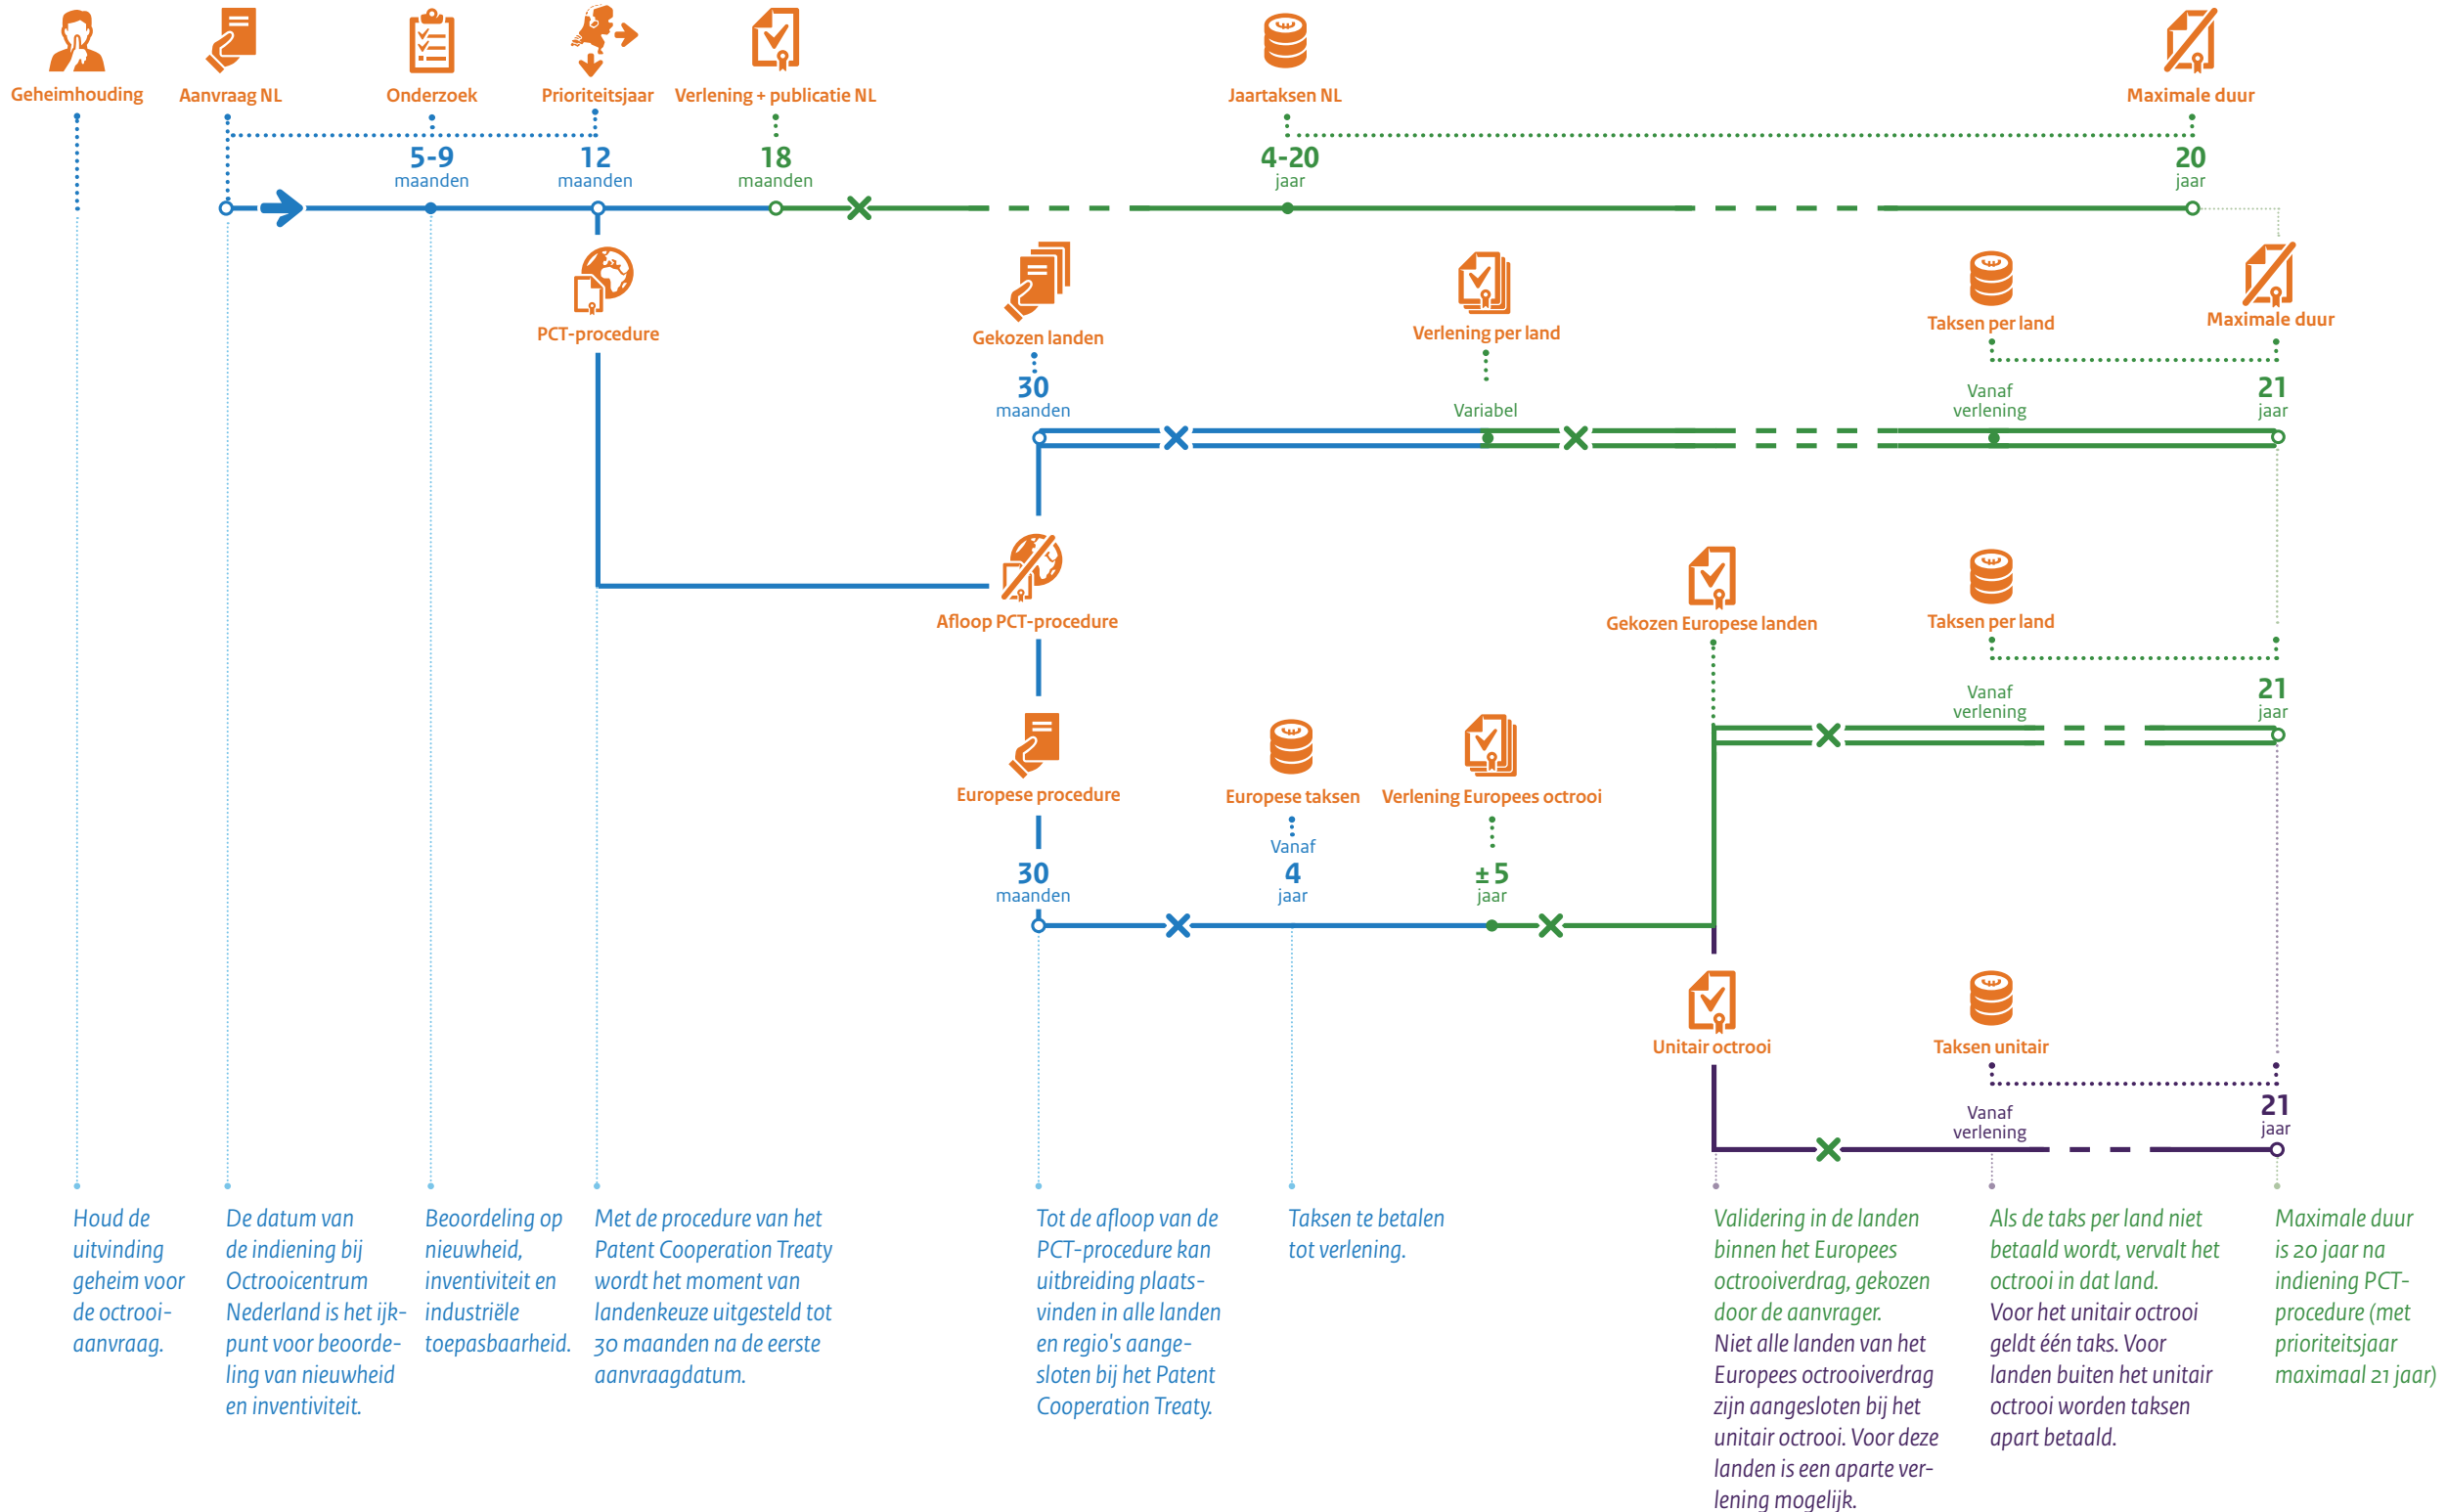 Geheimhouding
Aanvraag NL
Onderzoek
Prioriteitsjaar
Verlening + publicatie NL
Jaartaksen NL
Maximale duur
5-9
maanden
12
maanden
18
maanden
4-20
jaar
20
jaar
PCT-procedure
Gekozen landen
Verlening per land
Taksen per land
Maximale duur
30
maanden
Variabel
Vanaf
verlening
21
jaar
Afloop PCT-procedure
Gekozen Europese landen
Taksen per land
Vanaf
verlening
21
jaar
Europese procedure
Europese taksen
Verlening Europees octrooi
30
maanden
Vanaf
4
jaar
± 5
jaar
Unitair octrooi
Taksen unitair
Vanaf
verlening
21
jaar
Houd de
uitvinding
geheim voor
de octrooi-
aanvraag.
De datum van
de indiening bij
Octrooicentrum
Nederland is het ijk-
punt voor beoorde-
ling van nieuwheid
en inventiviteit.
Beoordeling op
nieuwheid,
inventiviteit en
industriële
toepasbaarheid.
Met de procedure van het
Patent Cooperation Treaty
wordt het moment van
landenkeuze uitgesteld tot
30 maanden na de eerste
aanvraagdatum.
Tot de afloop van de
PCT-procedure kan
uitbreiding plaats-
vinden in alle landen
en regio's aange-
sloten bij het Patent
Cooperation Treaty.
Taksen te betalen
tot verlening.
Validering in de landen
binnen het Europees
octrooiverdrag, gekozen
door de aanvrager.
Niet alle landen van het
Europees octrooiverdrag
zijn aangesloten bij het
unitair octrooi. Voor deze
landen is een aparte ver-
lening mogelijk.
Als de taks per land niet
betaald wordt, vervalt het
octrooi in dat land.
Voor het unitair octrooi
geldt één taks. Voor
landen buiten het unitair
octrooi worden taksen
apart betaald.
Maximale duur
is 20 jaar na
indiening PCT-
procedure (met
prioriteitsjaar
maximaal 21 jaar)